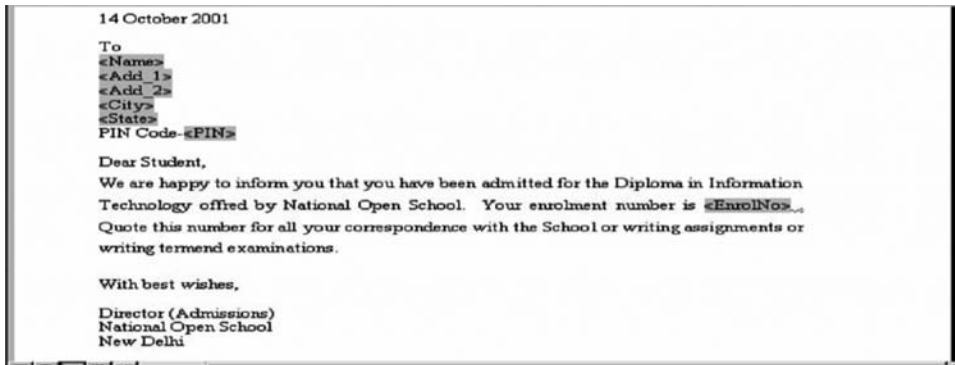 14 October 2001
To
<Name>
<Add_1>
<Add_2>
<City>
<State>
PIN Code-<PIN>
Dear Student,
We are happy to inform you that you have been admitted for the Diploma in Information
Technology offred by National Open School. Your enrolment number is <EnrolNo>.
Quote this number for all your correspondence with the School or writing assignments or
writing termend examinations.
With best wishes,
Director (Admissions)
National Open School
New Delhi